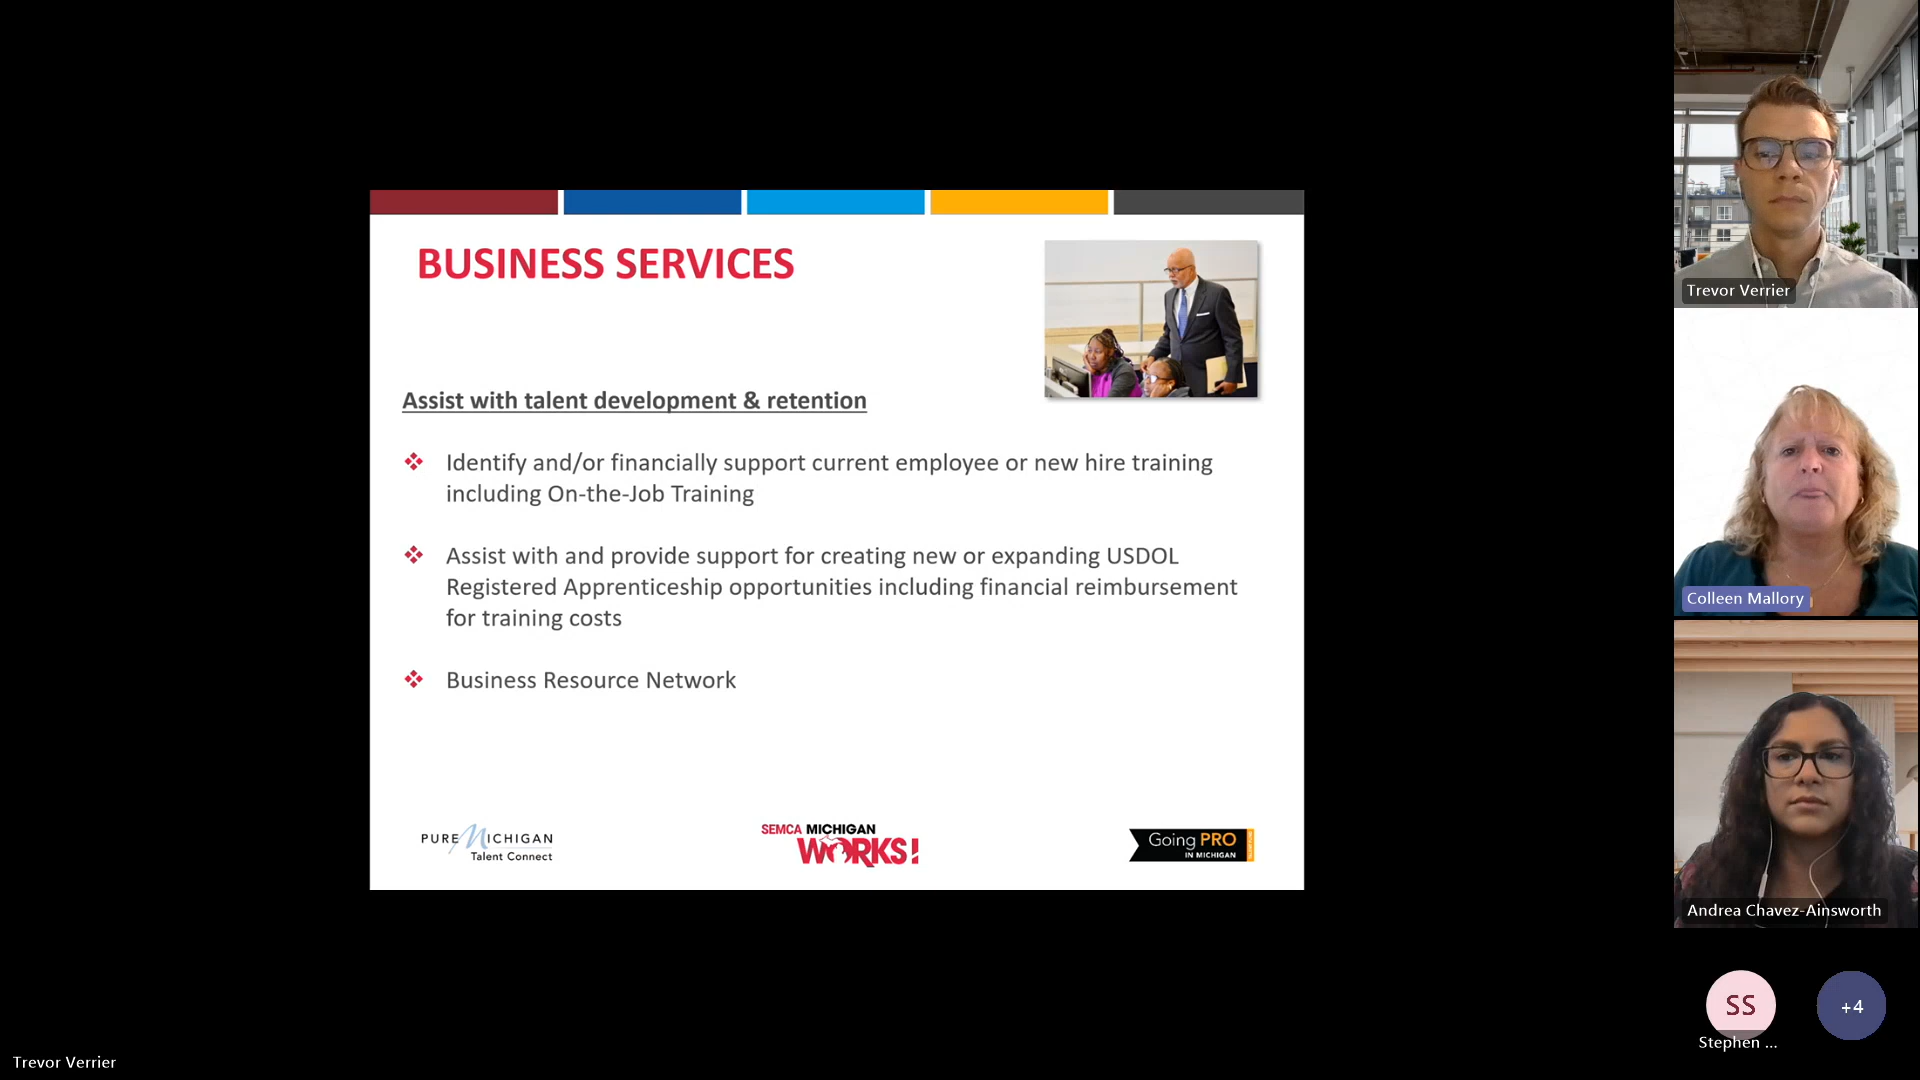 BUSINESS SERVICES
Assist with talent development & retention
❖ Identify and/or financially support current employee or new hire training
including On-the-Job Training
❖ Assist with and provide support for creating new or expanding USDOL
Registered Apprenticeship opportunities including financial reimbursement
for training costs
❖ Business Resource Network
PURE MICHIGAN
Talent Connect
SEMCA MICHIGAN
WORKS!
Going PRO
IN MICHIGAN
Trevor Verrier
Colleen Mallory
Andrea Chavez-Ainsworth
SS
+4
Stephen ...
Trevor Verrier